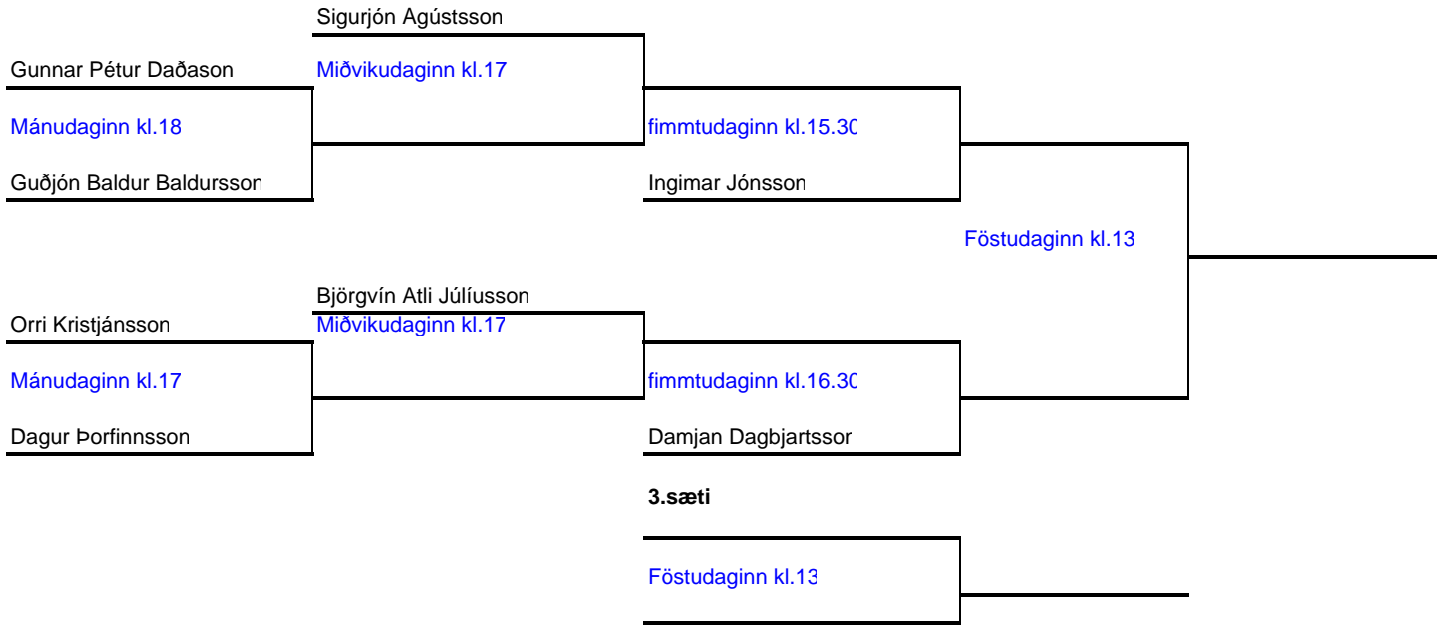 Sigurjón Agústsson
Gunnar Pétur Daðason
Miðvikudaginn kl.17
Mánudaginn kl.18
fimmtudaginn kl.15.30
Guðjón Baldur Baldursson
Ingimar Jónsson
Föstudaginn kl.13
Björgvín Atli Júlíusson
Orri Kristjánsson
Miðvikudaginn kl.17
Mánudaginn kl.17
fimmtudaginn kl.16.30
Dagur Þorfinnsson
Damjan Dagbjartsson
3.sæti
Föstudaginn kl.13